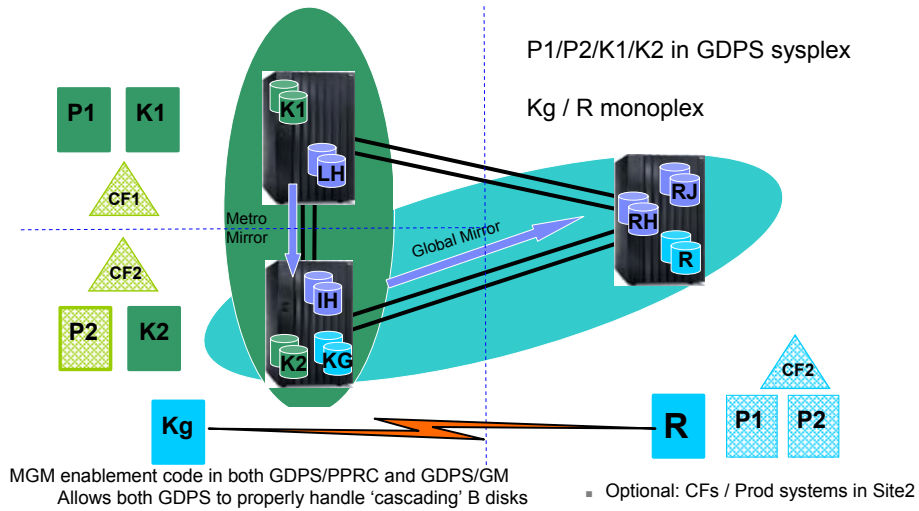 P1/P2/K1/K2 in GDPS sysplex
Kg / R monoplex
P1
K1
K1
LH
CF1
Metro
Mirror
Global Mirror
RJ
RH
R
CF2
P2
K2
IH
K2
KG
CF2
P1
P2
Kg
R
MGM enablement code in both GDPS/PPRC and GDPS/GM
Allows both GDPS to properly handle ‘cascading’ B disks
▪ Optional: CFs / Prod systems in Site2